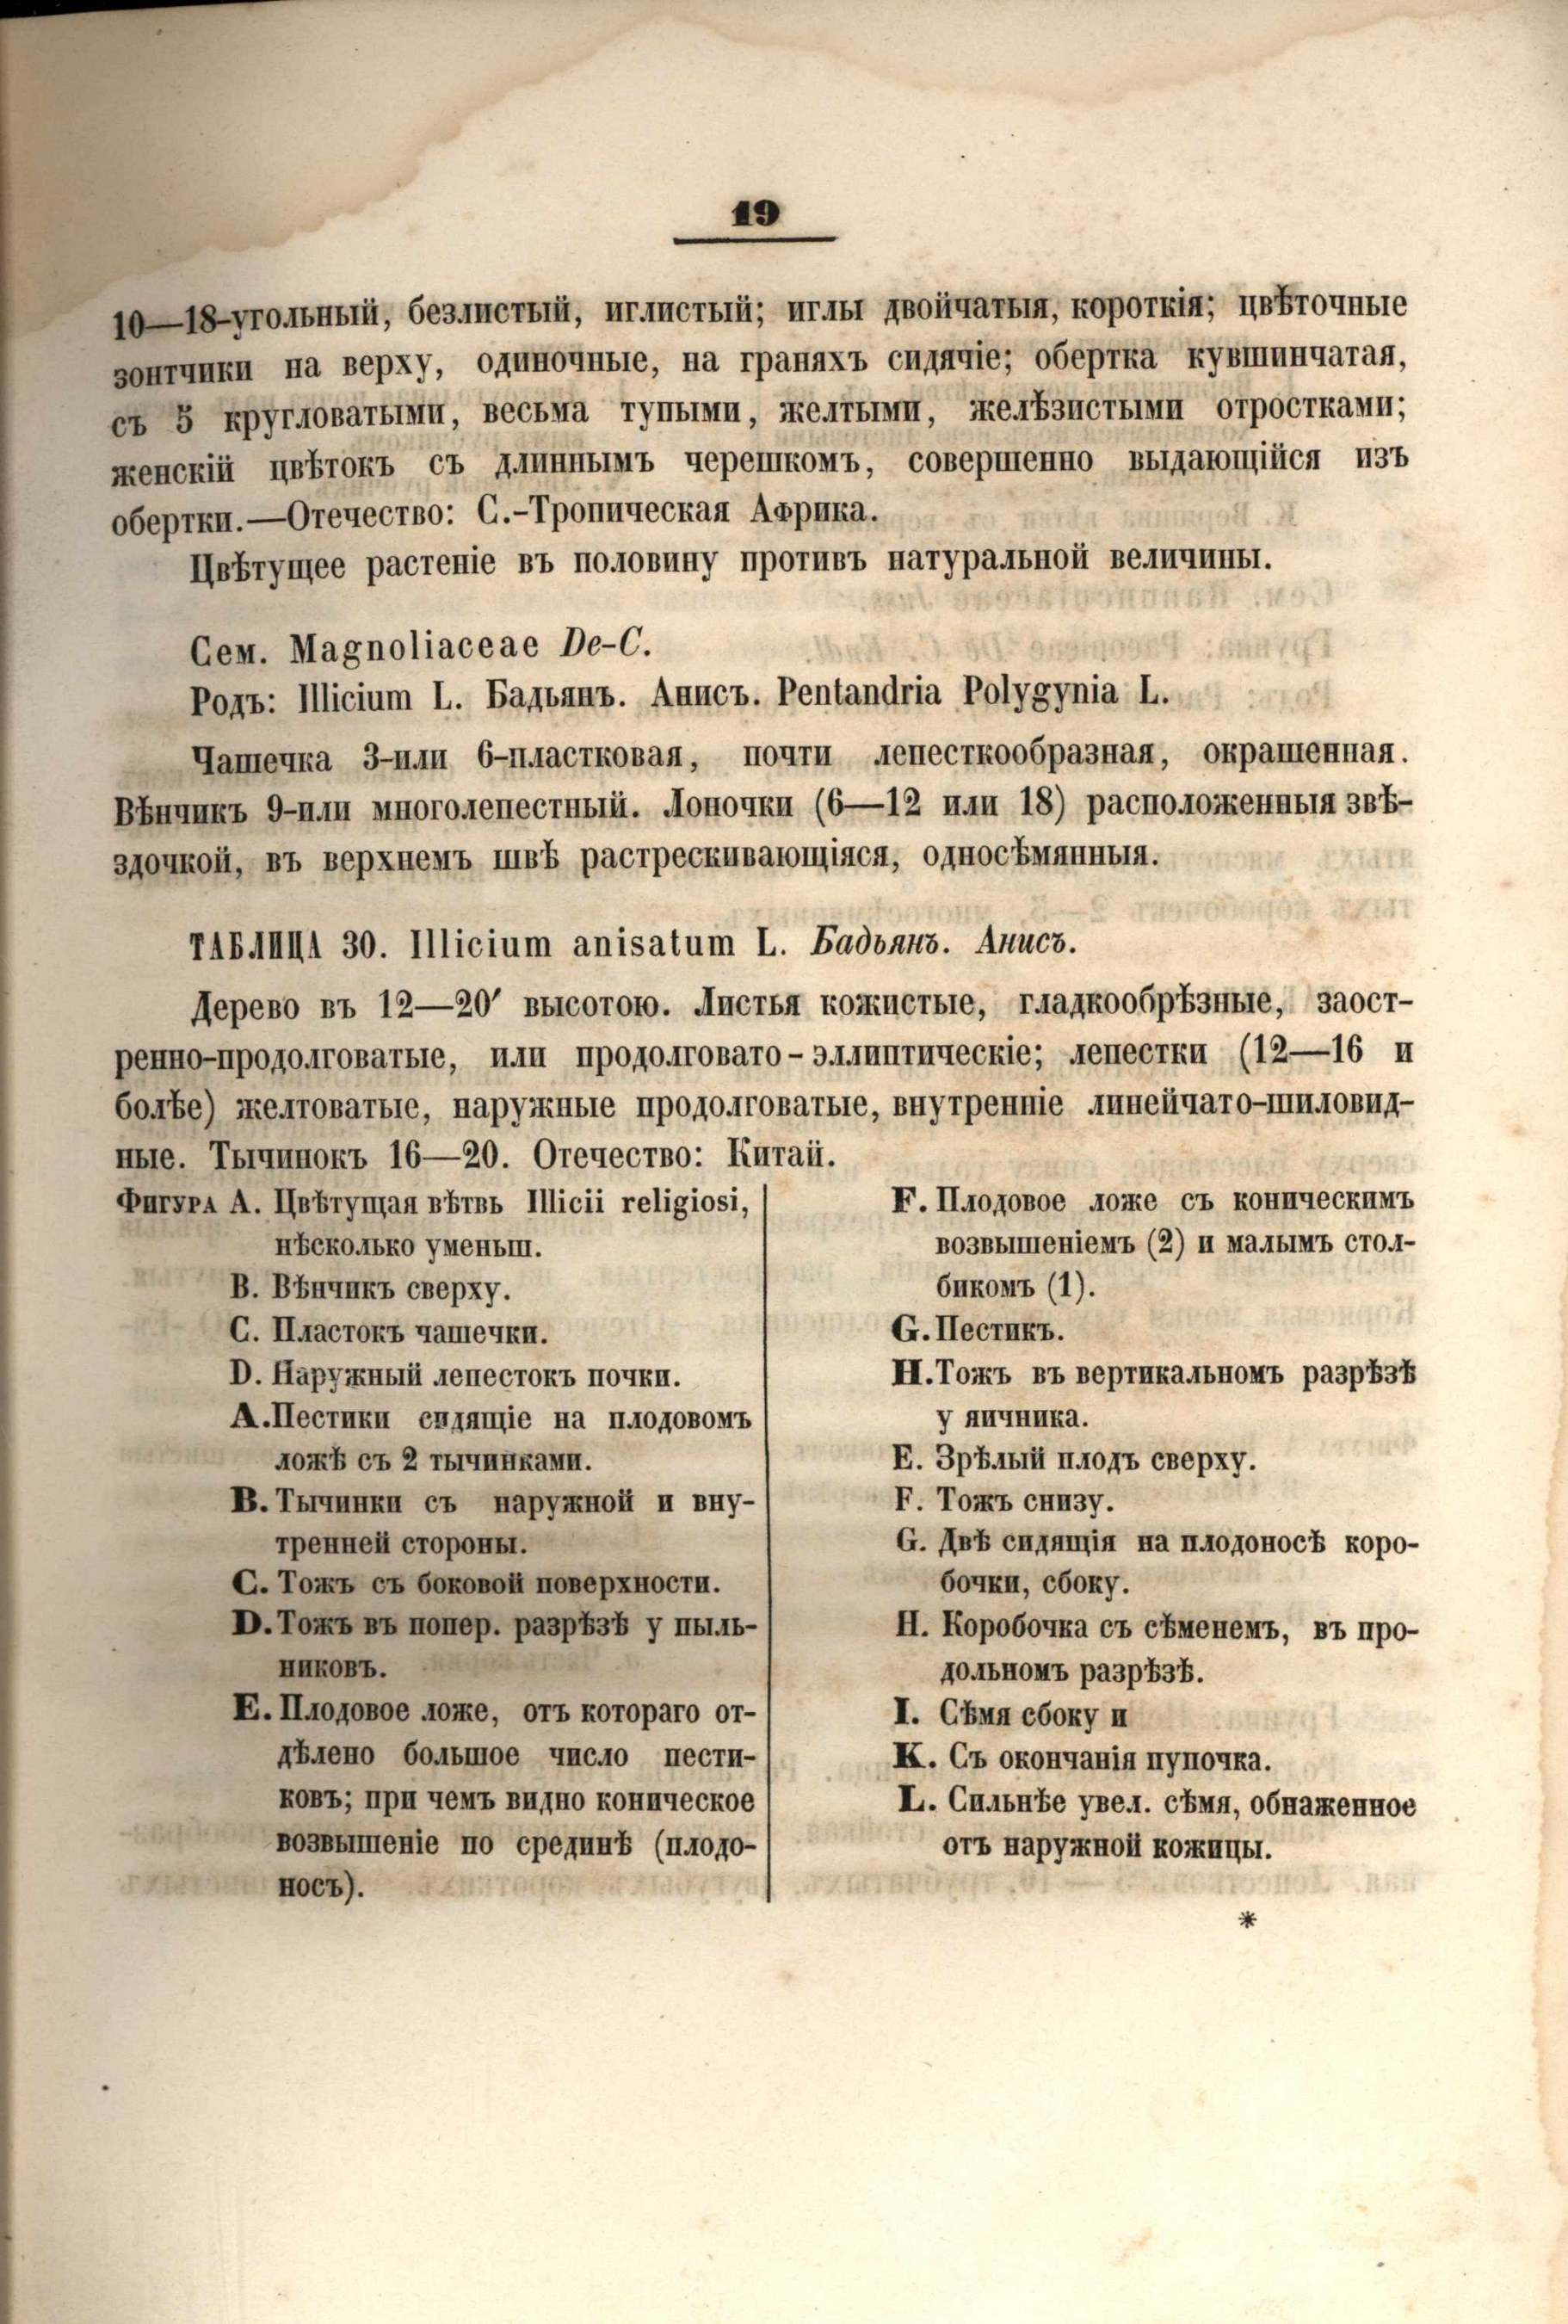 19
10—18-угольный, безлистый, иглистый; иглы двойчатыя, короткія; цвѣточные
зонтчики на верху, одиночные, на граняхъ сидячіе; обертка кувшинчатая,
съ 5 кругловатыми, весьма тупыми, желтыми, желѣзистыми отростками;
женскій цвѣтокъ съ длиннымъ черешкомъ, совершенно выдающійся изъ
обертки.—Отечество: С.-Тропическая Африка.
Цвѣтущее растеніе въ половину противъ натуральной величины.
Сем. Magnoliaceae De-C.
Родъ: Illicium L. Бадьянъ. Анисъ. Pentandria Polygynia L.
Чашечка 3-или 6-пластковая, почти лепесткообразная, окрашенная.
Вѣнчикъ 9-или многолепестный. Лоночки (6—12 или 18) расположенныя звѣ-
здочкой, въ верхнемъ швѣ растрескивающіяся, односѣмянныя.
ТАБЛИЦА 30. Illicium anisatum L. Бадьянъ. Анисъ.
Дерево въ 12—20′ высотою. Листья кожистые, гладкообрѣзные, заост-
ренно-продолговатые, или продолговато-эллиптическіе; лепестки (12—16 и
болѣе) желтоватые, наружные продолговатые, внутренніе линейчато-шиловид-
ные. Тычинокъ 16—20. Отечество: Китай.
Фигура A. Цвѣтущая вѣтвь Illicii religiosi,
нѣсколько уменьш.
B. Вѣнчикъ сверху.
C. Пластокъ чашечки.
D. Наружный лепестокъ почки.
A. Пестики сидящіе на плодовомъ
ложѣ съ 2 тычинками.
B. Тычинки съ наружной и вну-
тренней стороны.
C. Тожъ съ боковой поверхности.
D. Тожъ въ попер. разрѣзѣ у пыль-
никовъ.
E. Плодовое ложе, отъ котораго от-
дѣлено большое число пести-
ковъ; при чемъ видно коническое
возвышеніе по срединѣ (плодо-
носъ).
F. Плодовое ложе съ коническимъ
возвышеніемъ (2) и малымъ стол-
бикомъ (1).
G. Пестикъ.
H. Тожъ въ вертикальномъ разрѣзѣ
у яичника.
E. Зрѣлый плодъ сверху.
F. Тожъ снизу.
G. Двѣ сидящія на плодоносѣ коро-
бочки, сбоку.
H. Коробочка съ сѣменемъ, въ про-
дольномъ разрѣзѣ.
I. Сѣмя сбоку и
K. Съ окончанія пупочка.
L. Сильнѣе увел. сѣмя, обнаженное
отъ наружной кожицы.
*